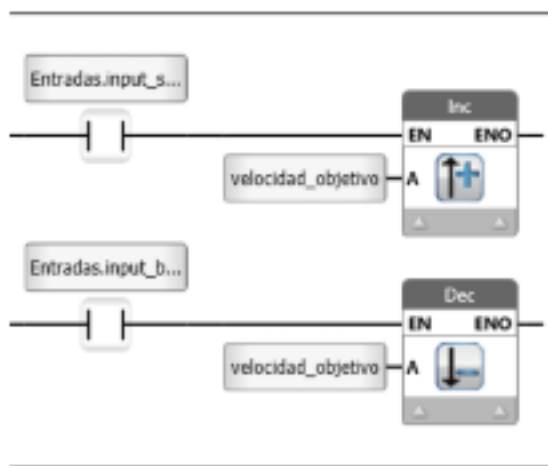 Entradas.input_s...
Inc
EN ENO
velocidad_objetivo A
Entradas.input_b...
Dec
EN ENO
velocidad_objetivo A